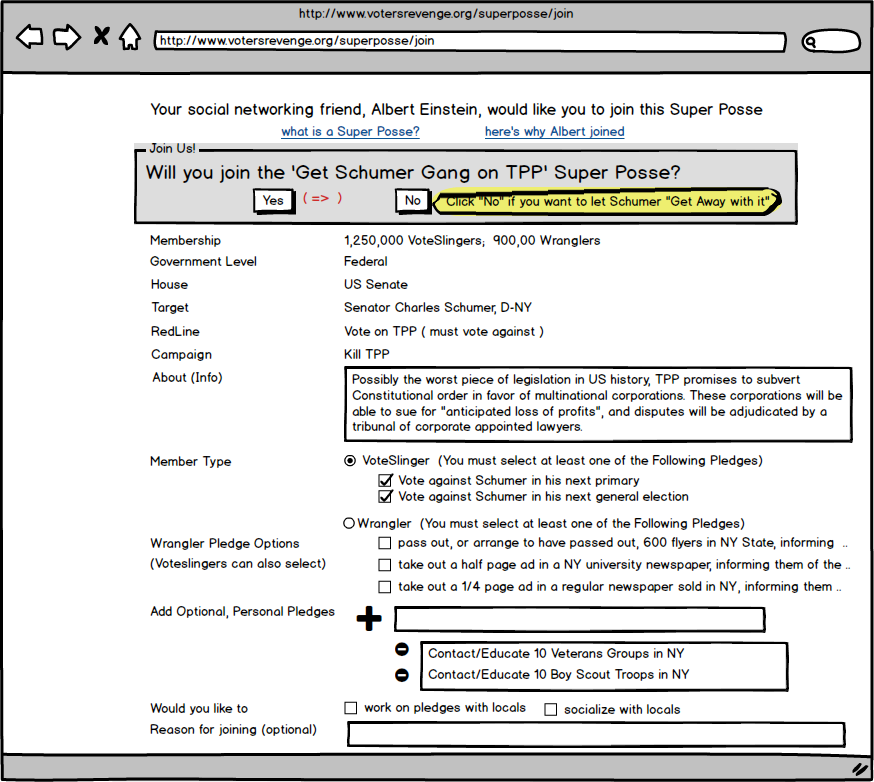 http://www.votersrevenge.org/superposse/join
http://www.votersrevenge.org/superposse/join
Your social networking friend, Albert Einstein, would like you to join this Super Posse
what is a Super Posse? here's why Albert joined
Join Us!
Will you join the 'Get Schumer Gang on TPP' Super Posse?
Yes ( => ) No Click "No" if you want to let Schumer "Get Away with it"
Membership 1,250,000 VoteSlingers; 900,00 Wranglers
Government Level Federal
House US Senate
Target Senator Charles Schumer, D-NY
RedLine Vote on TPP ( must vote against )
Campaign Kill TPP
About (Info) Possibly the worst piece of legislation in US history, TPP promises to subvert
Constitutional order in favor of multinational corporations. These corporations will be
able to sue for "anticipated loss of profits", and disputes will be adjudicated by a
tribunal of corporate appointed lawyers.
Member Type VoteSlinger (You must select at least one of the Following Pledges)
Vote against Schumer in his next primary
Vote against Schumer in his next general election
Wrangler (You must select at least one of the Following Pledges)
Wrangler Pledge Options pass out, or arrange to have passed out, 600 flyers in NY State, informing ..
(Voteslingers can also select) take out a half page ad in a NY university newspaper, informing them of the ..
take out a 1/4 page ad in a regular newspaper sold in NY, informing them ..
Add Optional, Personal Pledges
Contact/Educate 10 Veterans Groups in NY
Contact/Educate 10 Boy Scout Troops in NY
Would you like to work on pledges with locals socialize with locals
Reason for joining (optional)